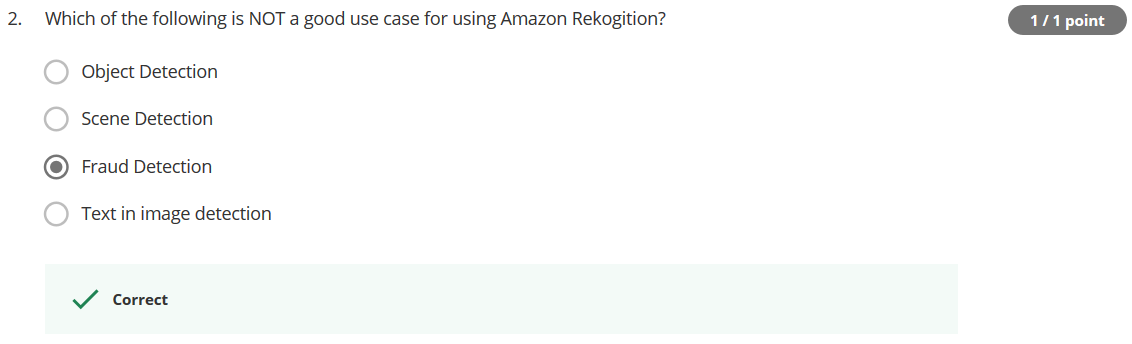 2. Which of the following is NOT a good use case for using Amazon Rekogition?
1 / 1 point
Object Detection
Scene Detection
Fraud Detection
Text in image detection
Correct